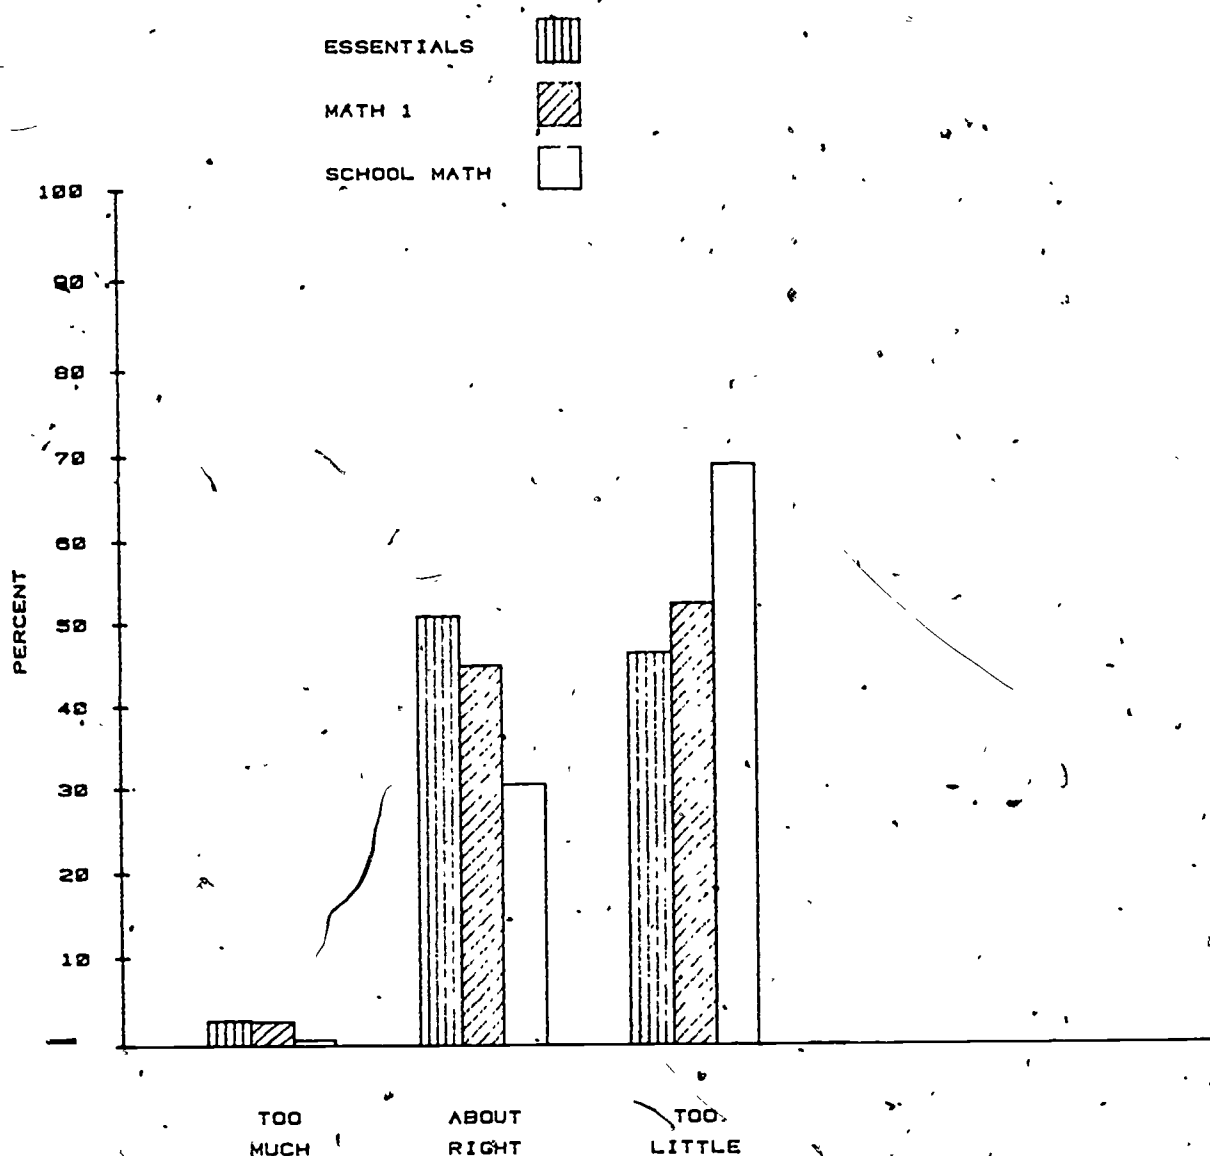 ESSENTIALS
MATH 1
SCHOOL MATH
100
90
80
70
60
50
40
30
20
10
PERCENT
TOO MUCH
ABOUT RIGHT
TOO LITTLE